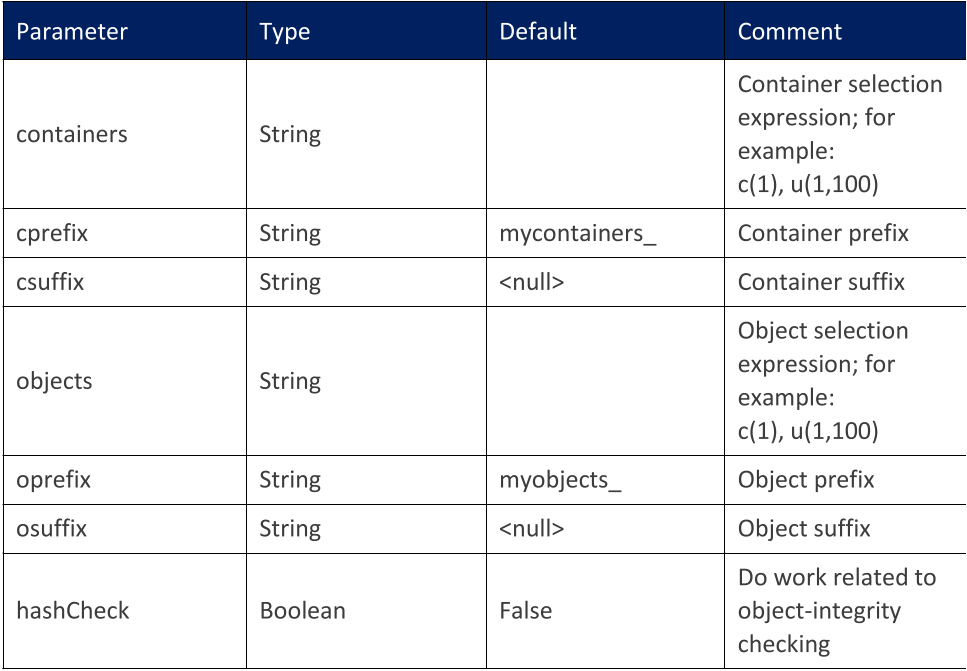 Parameter Type Default Comment
containers String Container selection
expression; for
example:
c(1), u(1,100)
cprefix String mycontainers_ Container prefix
csuffix String <null> Container suffix
objects String Object selection
expression; for
example:
c(1), u(1,100)
oprefix String myobjects_ Object prefix
osuffix String <null> Object suffix
hashCheck Boolean False Do work related to
object-integrity
checking